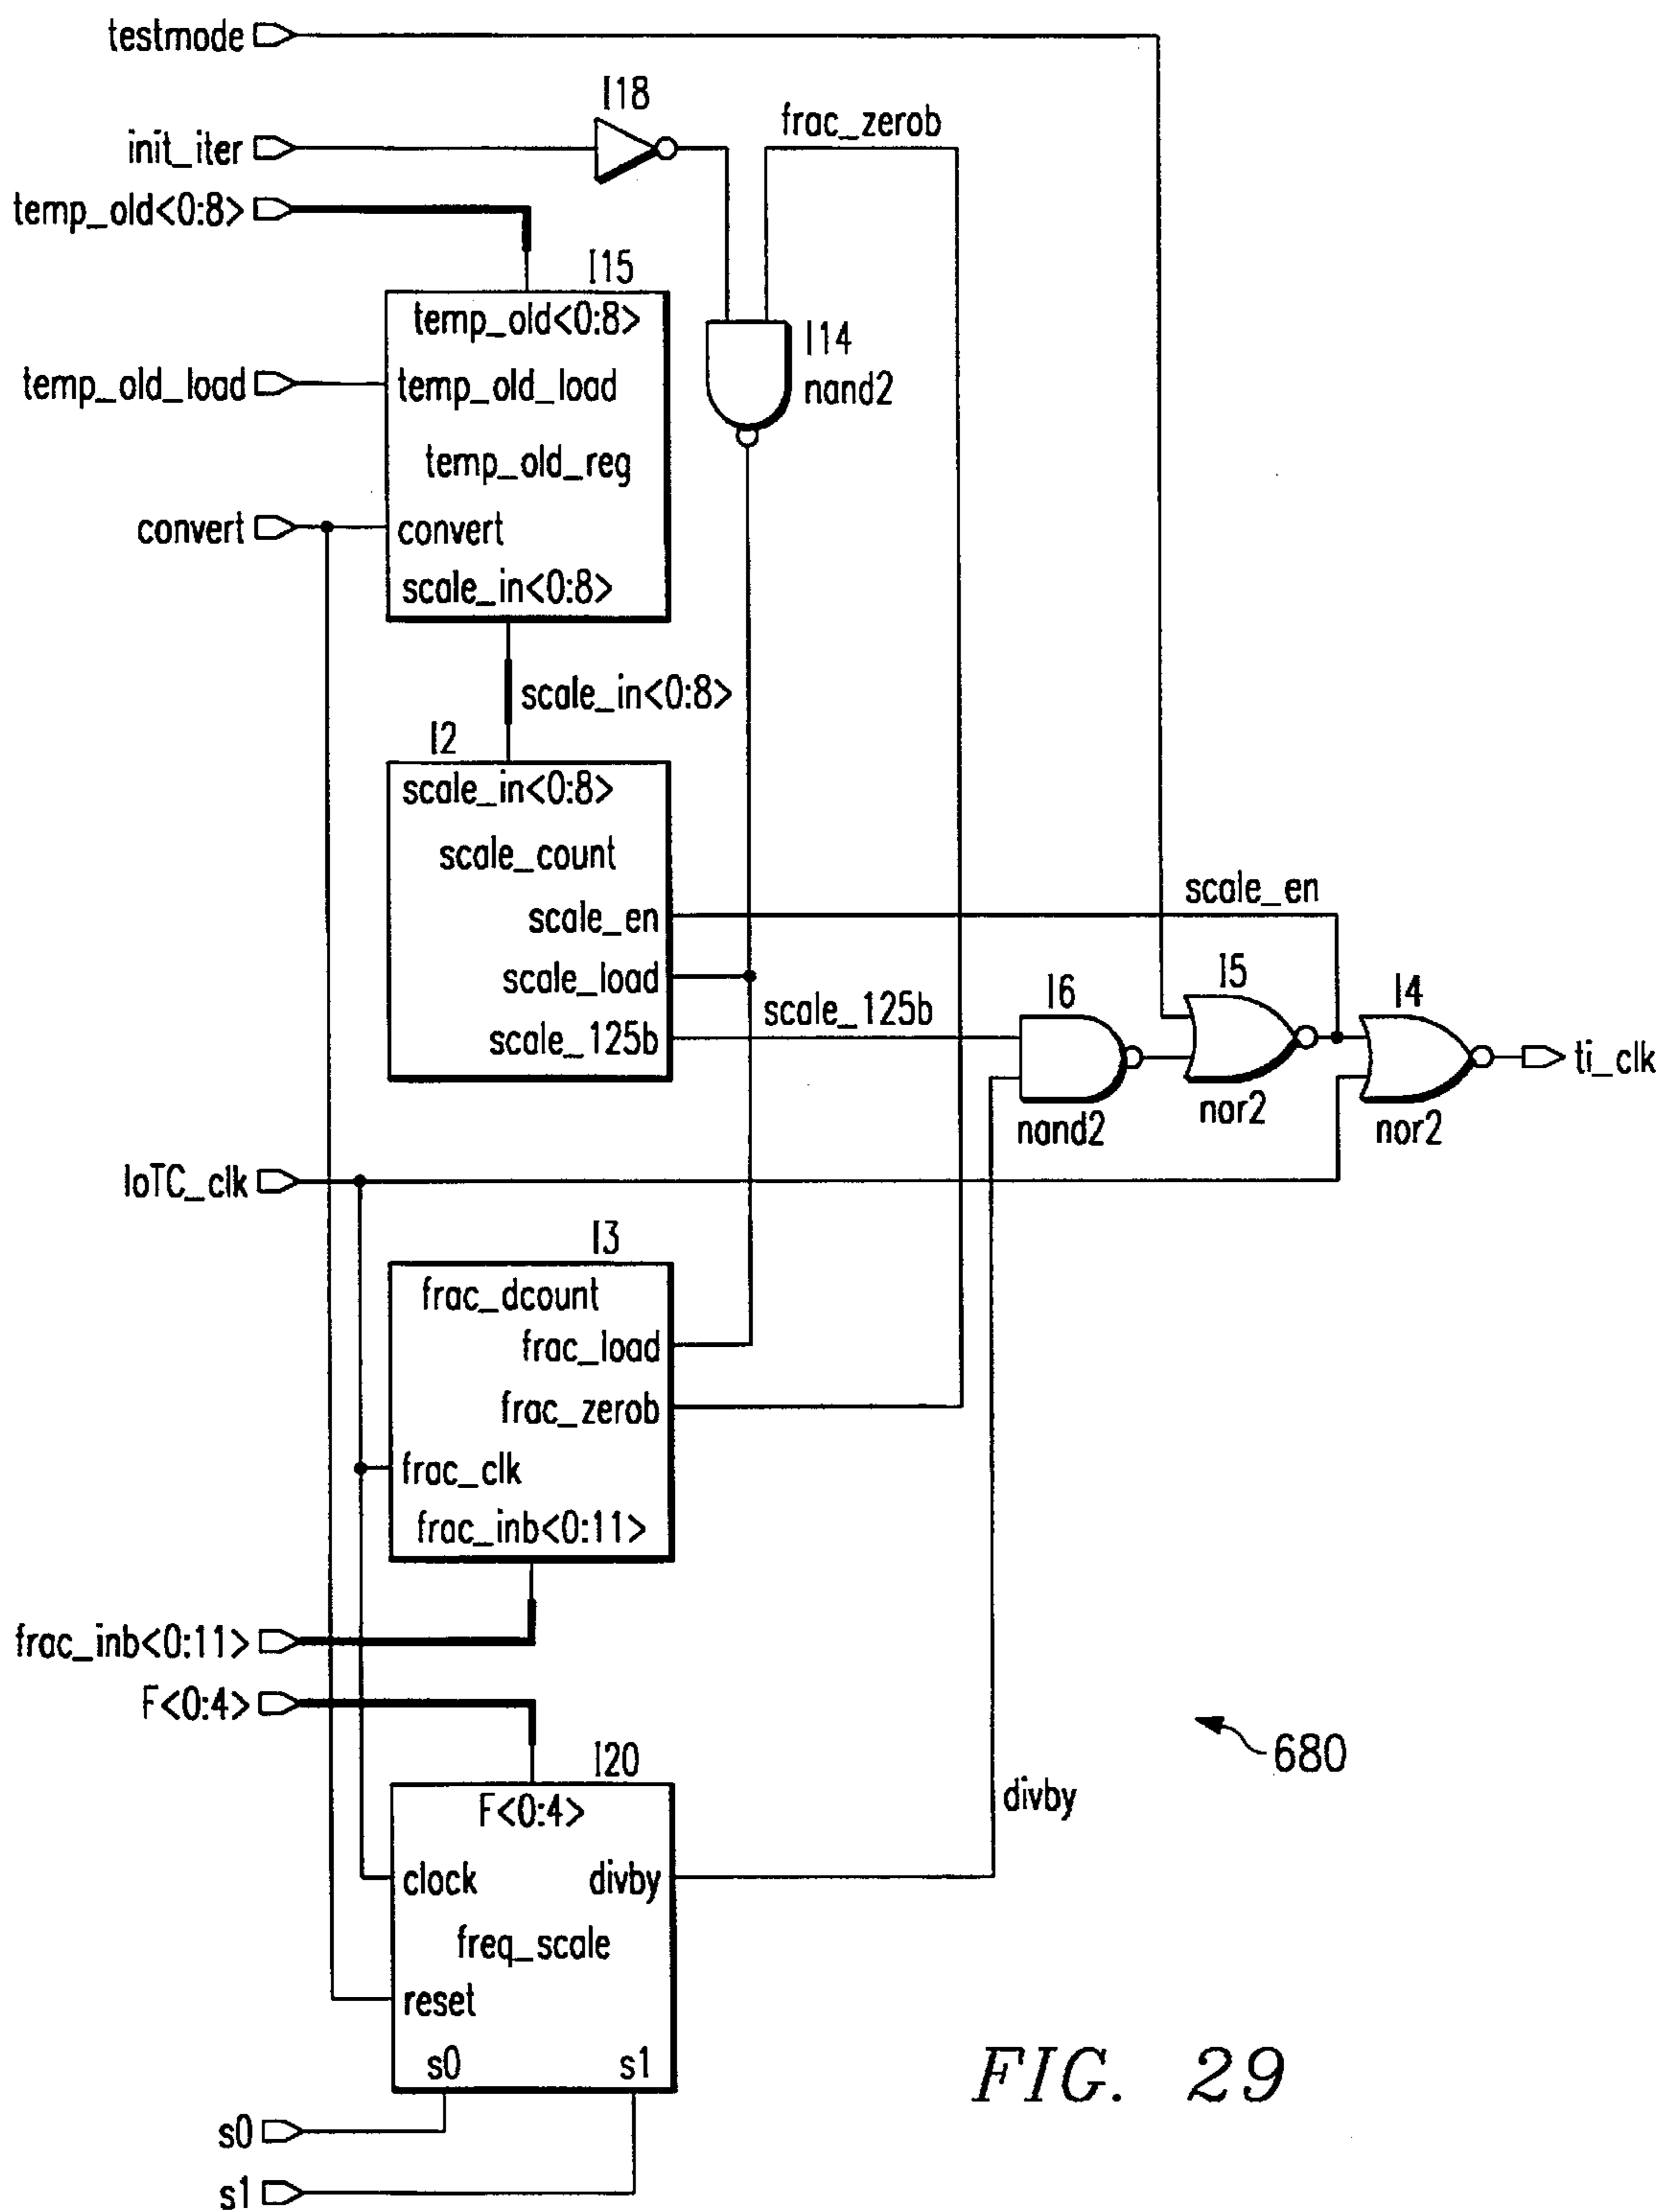 testmode
I18
init_iter
frac_zerob
temp_old<0:8>
I15
temp_old<0:8>
I14
nand2
temp_old_load
temp_old_load
temp_old_reg
convert
convert
scale_in<0:8>
scale_in<0:8>
I2
scale_in<0:8>
scale_count
scale_en
scale_en
scale_load
scale_125b
scale_125b
I6
I5
I4
ti_clk
nand2
nor2
nor2
loTC_clk
I3
frac_dcount
frac_load
frac_zerob
frac_clk
frac_inb<0:11>
frac_inb<0:11>
F<0:4>
I20
F<0:4>
680
divby
clock
divby
freq_scale
reset
s0
s1
FIG. 29
s0
s1